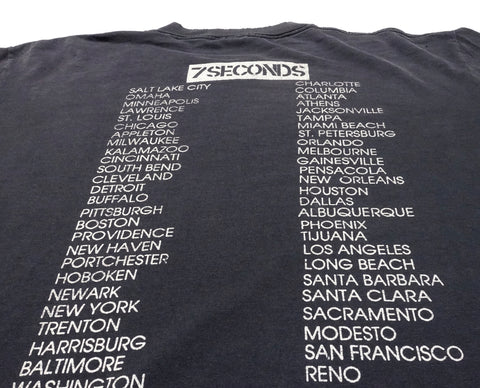 7SECONDS
SALT LAKE CITY
OMAHA
MINNEAPOLIS
LAWRENCE
ST. LOUIS
CHICAGO
APPLETON
MILWAUKEE
KALAMAZOO
CINCINNATI
SOUTH BEND
CLEVELAND
DETROIT
BUFFALO
PITTSBURGH
BOSTON
PROVIDENCE
NEW HAVEN
PORTCHESTER
HOBOKEN
NEWARK
NEW YORK
TRENTON
HARRISBURG
BALTIMORE
WASHINGTON
CHARLOTTE
COLUMBIA
ATLANTA
ATHENS
JACKSONVILLE
TAMPA
MIAMI BEACH
ST. PETERSBURG
ORLANDO
MELBOURNE
GAINESVILLE
PENSACOLA
NEW ORLEANS
HOUSTON
DALLAS
ALBUQUERQUE
PHOENIX
TIJUANA
LOS ANGELES
LONG BEACH
SANTA BARBARA
SANTA CLARA
SACRAMENTO
MODESTO
SAN FRANCISCO
RENO